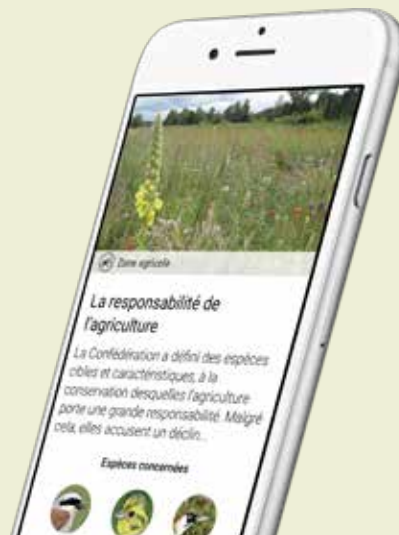 Zone agricole
La responsabilité de
l'agriculture
La Confédération a défini des espèces
cibles et caractéristiques, à la
conservation desquelles l'agriculture
porte une grande responsabilité. Malgré
cela, elles accusent un déclin...
Espèces concernées